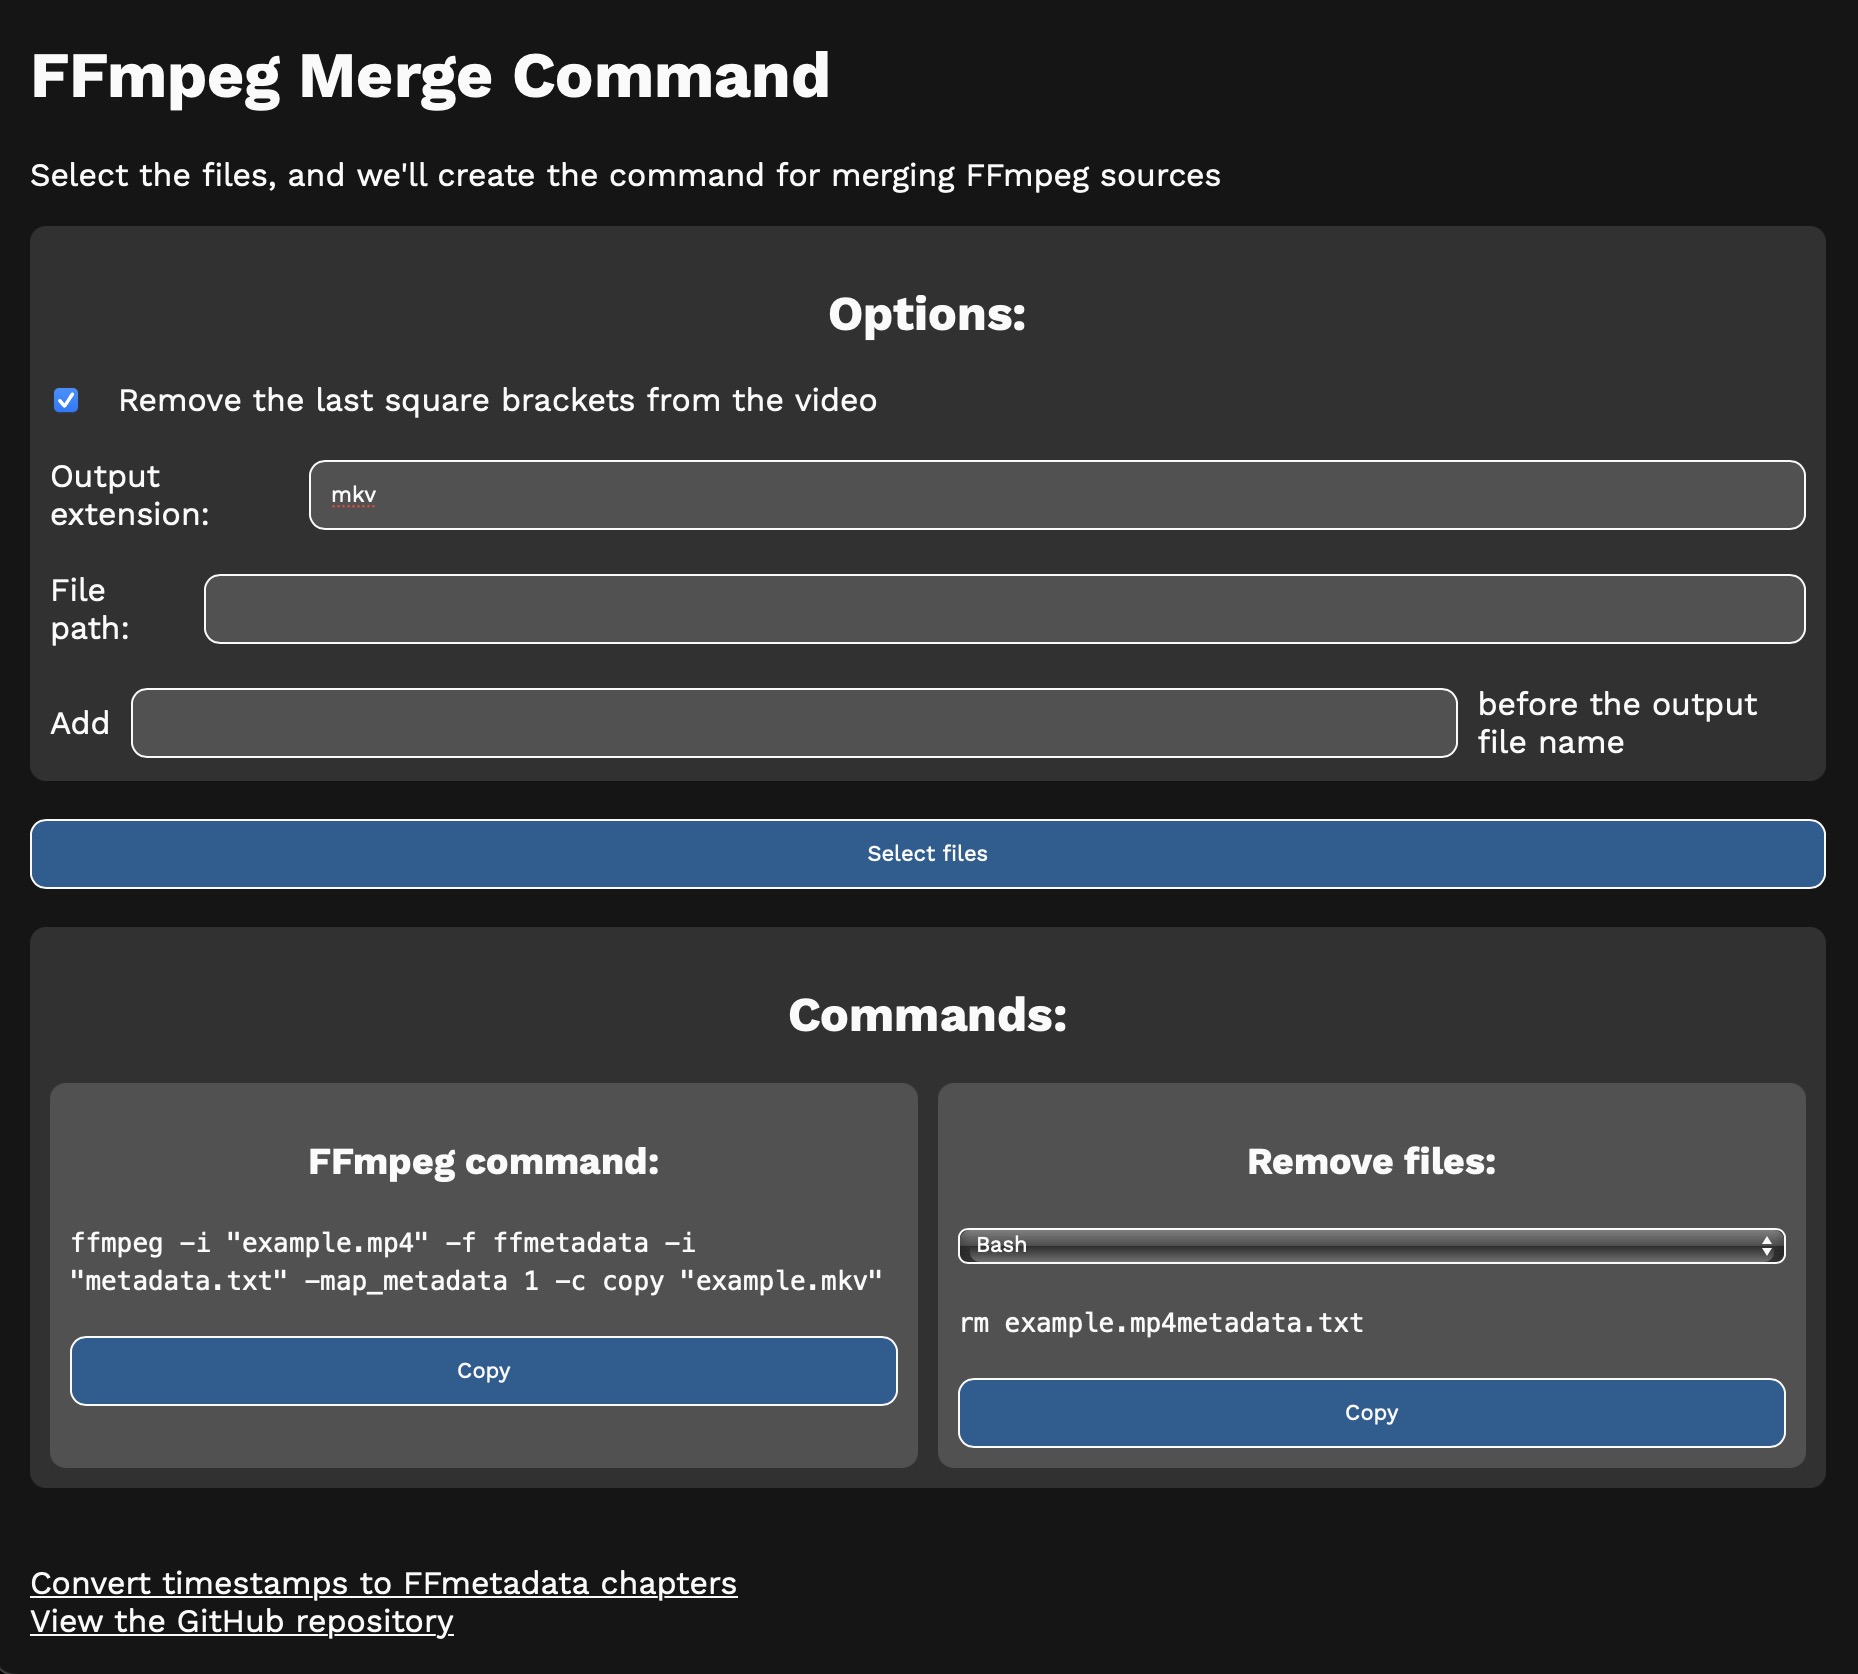 FFmpeg Merge Command
Select the files, and we'll create the command for merging FFmpeg sources
Options:
Remove the last square brackets from the video
Output
extension:
mkv
File
path:
Add
before the output
file name
Select files
Commands:
FFmpeg command:
ffmpeg -i "example.mp4" -f ffmetadata -i
"metadata.txt" -map_metadata 1 -c copy "example.mkv"
Copy
Remove files:
Bash
rm example.mp4metadata.txt
Copy
Convert timestamps to FFmetadata chapters
View the GitHub repository